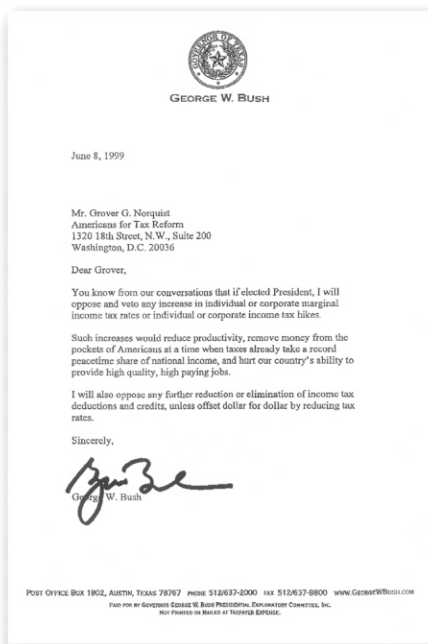 GOVERNOR OF TEXAS
GEORGE W. BUSH
June 8, 1999
Mr. Grover G. Norquist
Americans for Tax Reform
1320 18th Street, N.W., Suite 200
Washington, D.C. 20036
Dear Grover,
You know from our conversations that if elected President, I will
oppose and veto any increase in individual or corporate marginal
income tax rates or individual or corporate income tax hikes.
Such increases would reduce productivity, remove money from the
pockets of Americans at a time when taxes already take a record
peacetime share of national income, and hurt our country's ability to
provide high quality, high paying jobs.
I will also oppose any further reduction or elimination of income tax
deductions and credits, unless offset dollar for dollar by reducing tax
rates.
Sincerely,
George W. Bush
POST OFFICE BOX 1902, AUSTIN, TEXAS 78767 PHONE 512/637-2000 FAX 512/637-8800 WWW.GEORGEWBUSH.COM
PAID FOR BY GOVERNOR GEORGE W. BUSH PRESIDENTIAL EXPLORATORY COMMITTEE, INC.
NOT PRINTED OR MAILED AT TAXPAYER EXPENSE.